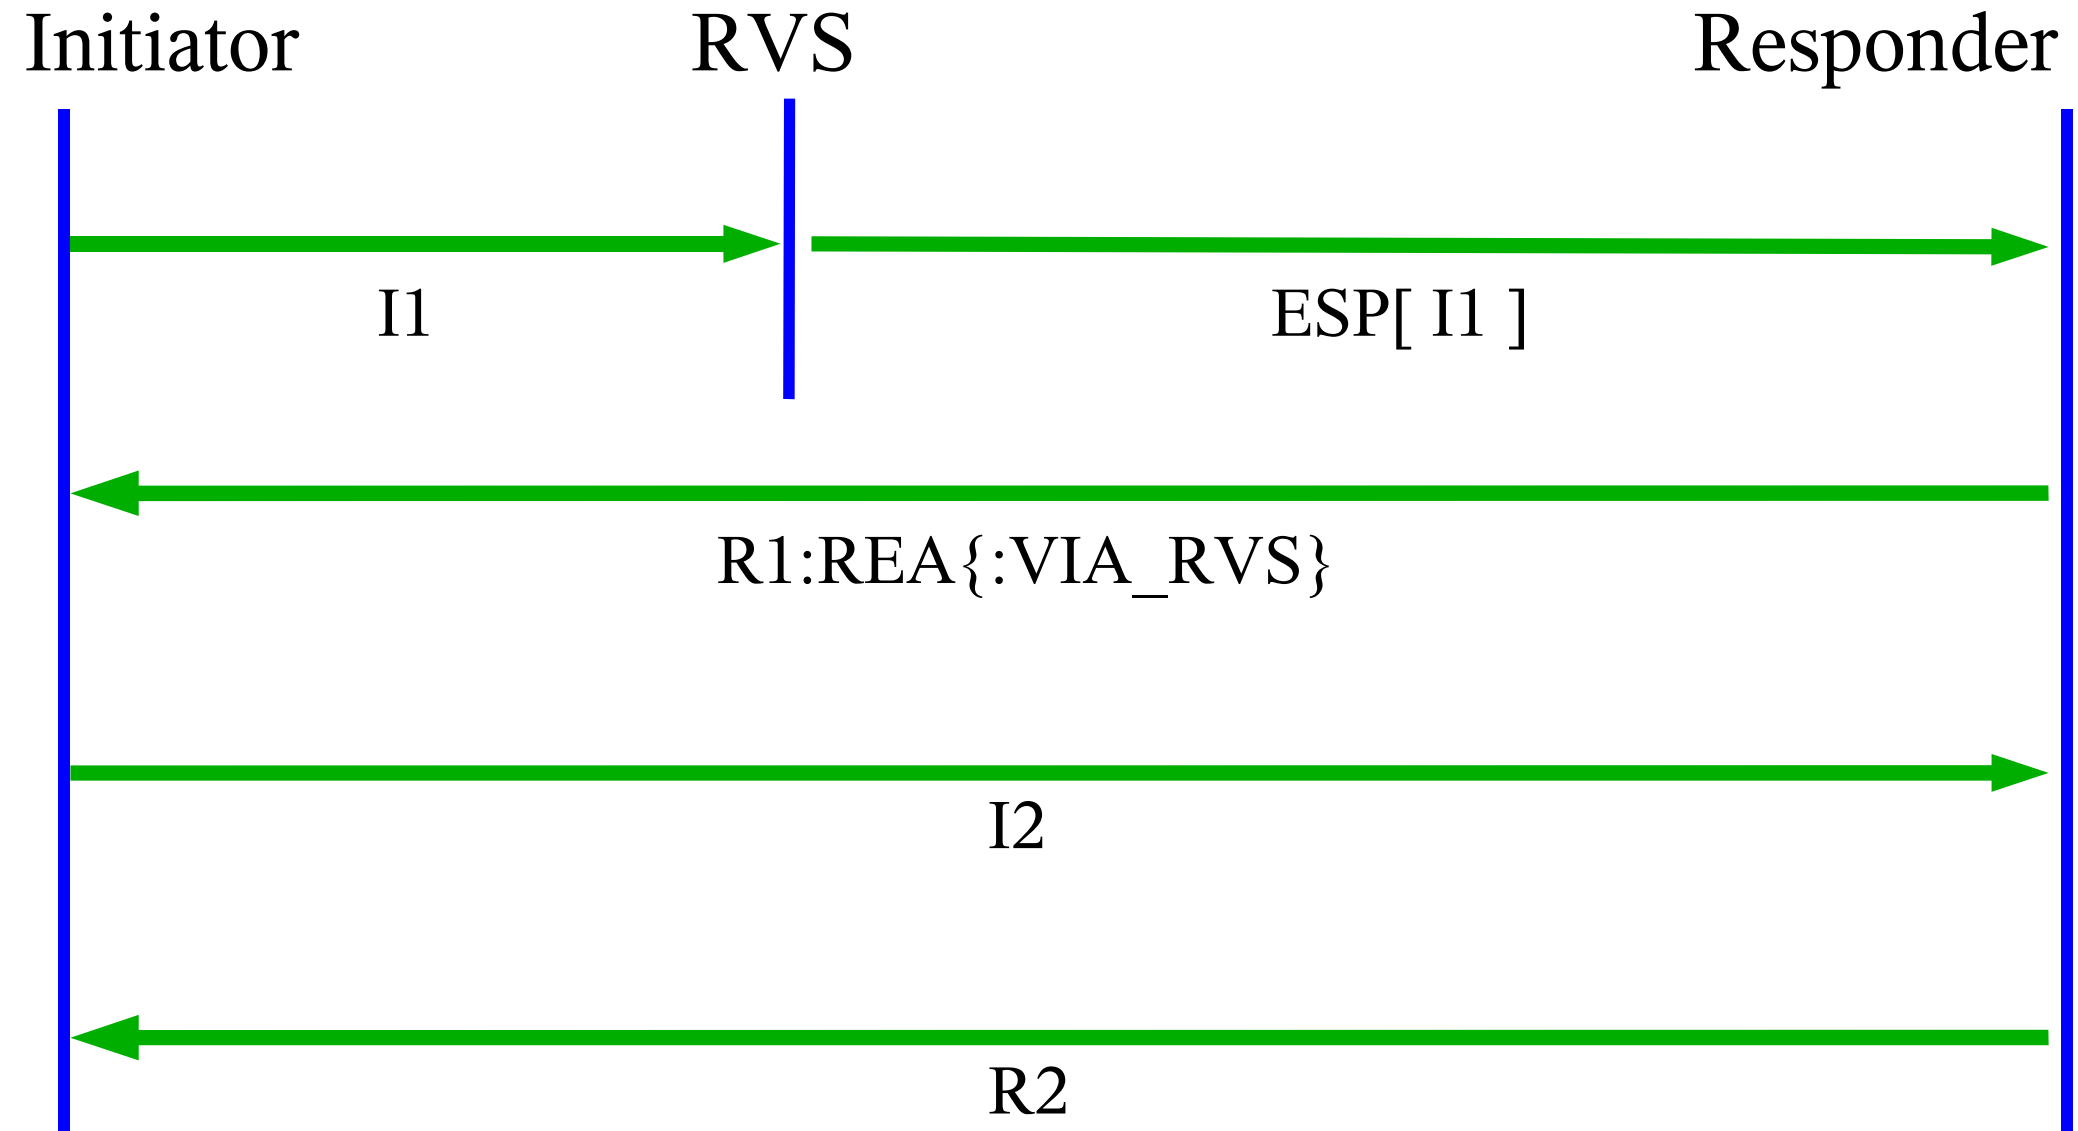 Initiator RVS Responder
I1 ESP[ I1 ]
R1:REA{:VIA_RVS}
I2
R2